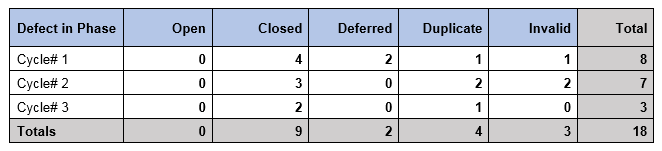 Defect in Phase Open Closed Deferred Duplicate Invalid Total
Cycle# 1 0 4 2 1 1 8
Cycle# 2 0 3 0 2 2 7
Cycle# 3 0 2 0 1 0 3
Totals 0 9 2 4 3 18